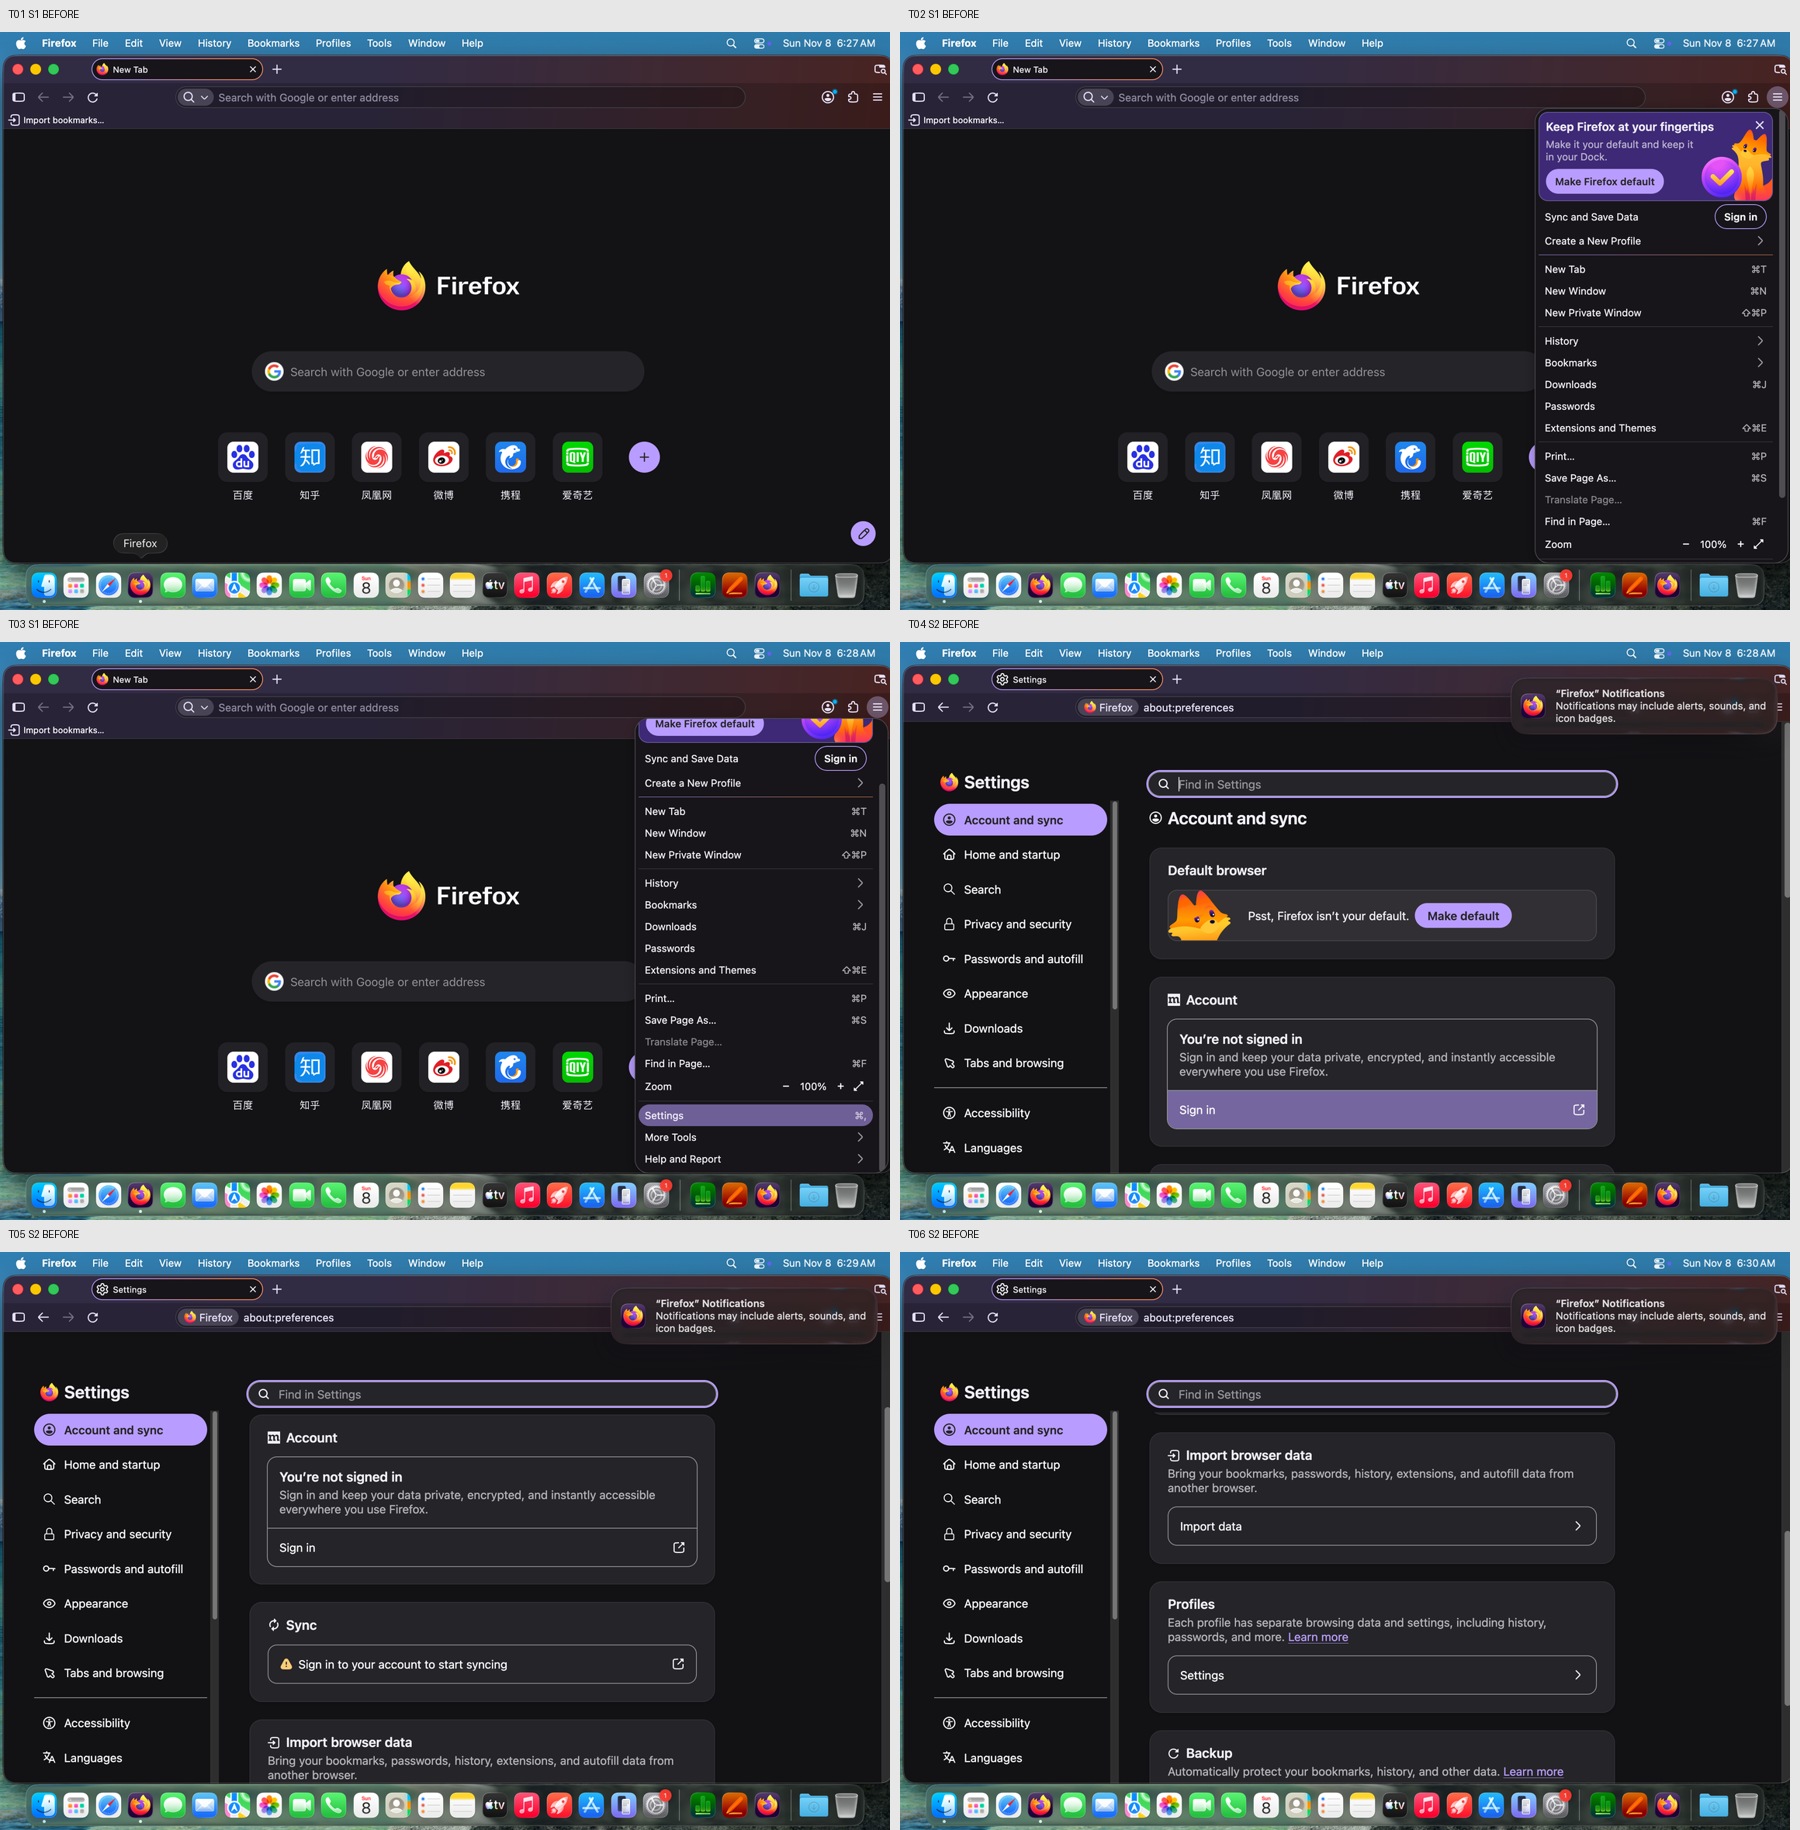 T01 S1 BEFORE
Firefox File Edit View History Bookmarks Profiles Tools Window Help Sun Nov 8 6:27 AM
New Tab
Search with Google or enter address
Import bookmarks...
Firefox
Search with Google or enter address
百度 知乎 凤凰网 微博 携程 爱奇艺
Firefox
T02 S1 BEFORE
Firefox File Edit View History Bookmarks Profiles Tools Window Help Sun Nov 8 6:27 AM
New Tab
Search with Google or enter address
Import bookmarks...
Firefox
Search with Google or enter address
百度 知乎 凤凰网 微博 携程 爱奇艺
Keep Firefox at your fingertips
Make it your default and keep it
in your Dock.
Make Firefox default
Sync and Save Data Sign in
Create a New Profile
New Tab ⌘T
New Window ⌘N
New Private Window ⇧⌘P
History
Bookmarks
Downloads ⌘J
Passwords
Extensions and Themes ⇧⌘E
Print... ⌘P
Save Page As... ⌘S
Translate Page...
Find in Page... ⌘F
Zoom − 100% +
T03 S1 BEFORE
Firefox File Edit View History Bookmarks Profiles Tools Window Help Sun Nov 8 6:28 AM
New Tab
Search with Google or enter address
Import bookmarks...
Firefox
Search with Google or enter address
百度 知乎 凤凰网 微博 携程 爱奇艺
Make Firefox default
Sync and Save Data Sign in
Create a New Profile
New Tab ⌘T
New Window ⌘N
New Private Window ⇧⌘P
History
Bookmarks
Downloads ⌘J
Passwords
Extensions and Themes ⇧⌘E
Print... ⌘P
Save Page As... ⌘S
Translate Page...
Find in Page... ⌘F
Zoom − 100% +
Settings ⌘,
More Tools
Help and Report
T04 S2 BEFORE
Firefox File Edit View History Bookmarks Profiles Tools Window Help Sun Nov 8 6:28 AM
Settings
Firefox about:preferences
“Firefox” Notifications
Notifications may include alerts, sounds, and
icon badges.
Settings
Find in Settings
Account and sync
Home and startup
Search
Privacy and security
Passwords and autofill
Appearance
Downloads
Tabs and browsing
Accessibility
Languages
Account and sync
Default browser
Psst, Firefox isn’t your default. Make default
Account
You’re not signed in
Sign in and keep your data private, encrypted, and instantly accessible
everywhere you use Firefox.
Sign in
T05 S2 BEFORE
Firefox File Edit View History Bookmarks Profiles Tools Window Help Sun Nov 8 6:29 AM
Settings
Firefox about:preferences
“Firefox” Notifications
Notifications may include alerts, sounds, and
icon badges.
Settings
Find in Settings
Account and sync
Home and startup
Search
Privacy and security
Passwords and autofill
Appearance
Downloads
Tabs and browsing
Accessibility
Languages
Account
You’re not signed in
Sign in and keep your data private, encrypted, and instantly accessible
everywhere you use Firefox.
Sign in
Sync
Sign in to your account to start syncing
Import browser data
Bring your bookmarks, passwords, history, extensions, and autofill data from
another browser.
T06 S2 BEFORE
Firefox File Edit View History Bookmarks Profiles Tools Window Help Sun Nov 8 6:30 AM
Settings
Firefox about:preferences
“Firefox” Notifications
Notifications may include alerts, sounds, and
icon badges.
Settings
Find in Settings
Account and sync
Home and startup
Search
Privacy and security
Passwords and autofill
Appearance
Downloads
Tabs and browsing
Accessibility
Languages
Import browser data
Bring your bookmarks, passwords, history, extensions, and autofill data from
another browser.
Import data
Profiles
Each profile has separate browsing data and settings, including history,
passwords, and more. Learn more
Settings
Backup
Automatically protect your bookmarks, history, and other data. Learn more